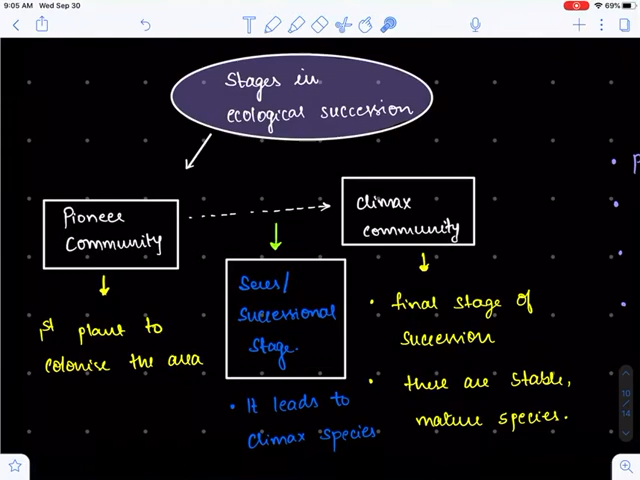 9:05 AM Wed Sep 30
69%
Stages in
ecological succession
Pioneer
Community
Climax
community
1st plant to
colonise the area
Seres/
Successional
Stage.
• It leads to
climax species
• final stage of
succession
• these are stable,
mature species.
10
/
14